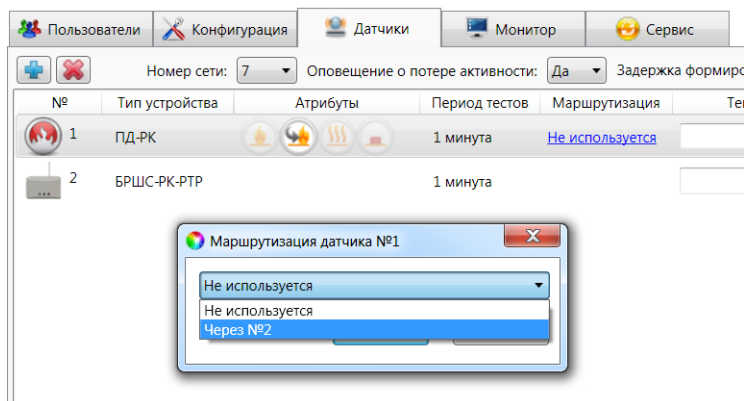 Пользователи Конфигурация Датчики Монитор Сервис
Номер сети: 7 Оповещение о потере активности: Да Задержка формиро
№ Тип устройства Атрибуты Период тестов Маршрутизация Те
1 ПД-РК 1 минута Не используется
2 БРШС-РК-РТР 1 минута
Маршрутизация датчика №1
Не используется
Не используется
Через №2